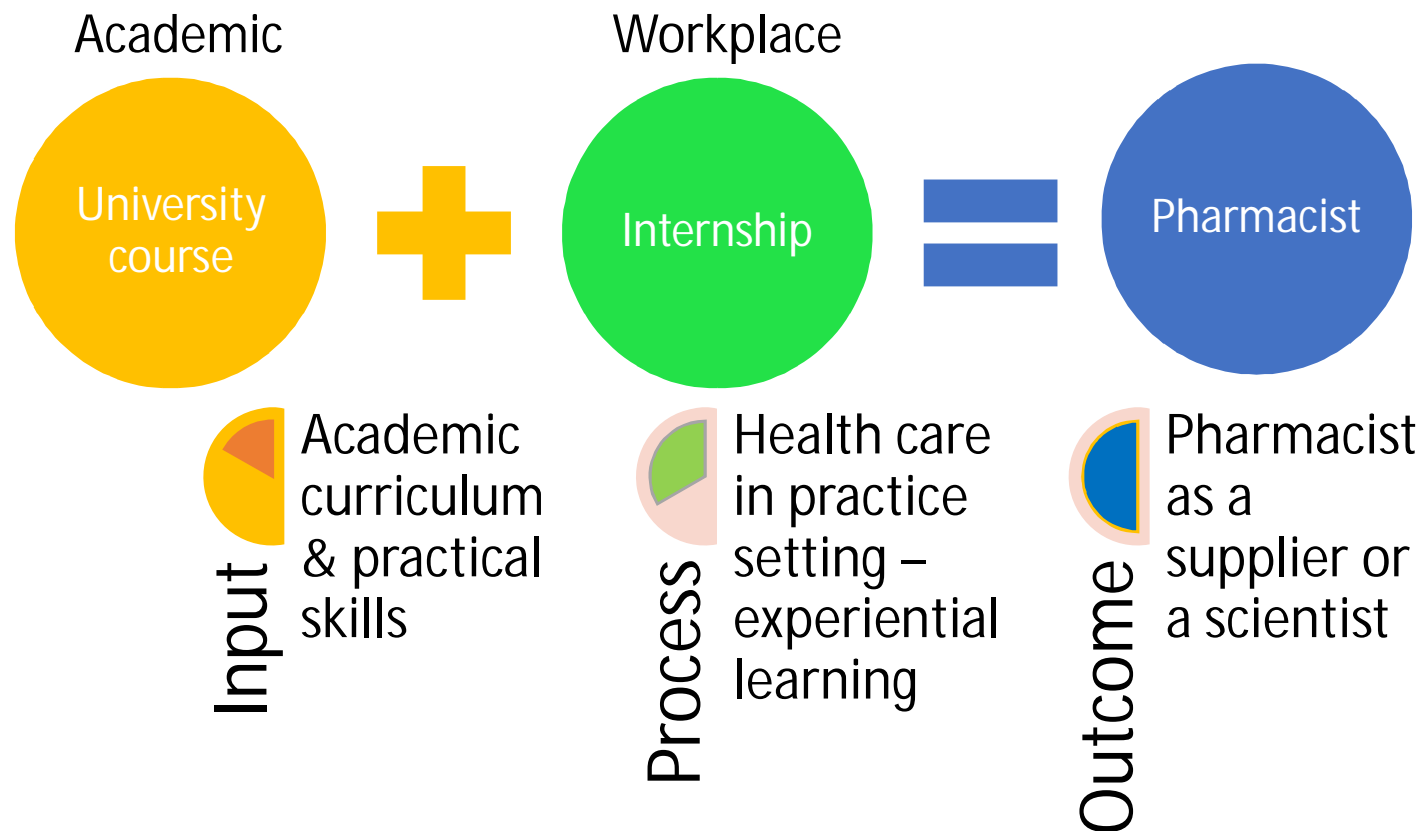 Academic
Workplace
University
course
Internship
Pharmacist
Input
Academic
curriculum
& practical
skills
Process
Health care
in practice
setting –
experiential
learning
Outcome
Pharmacist
as a
supplier or
a scientist